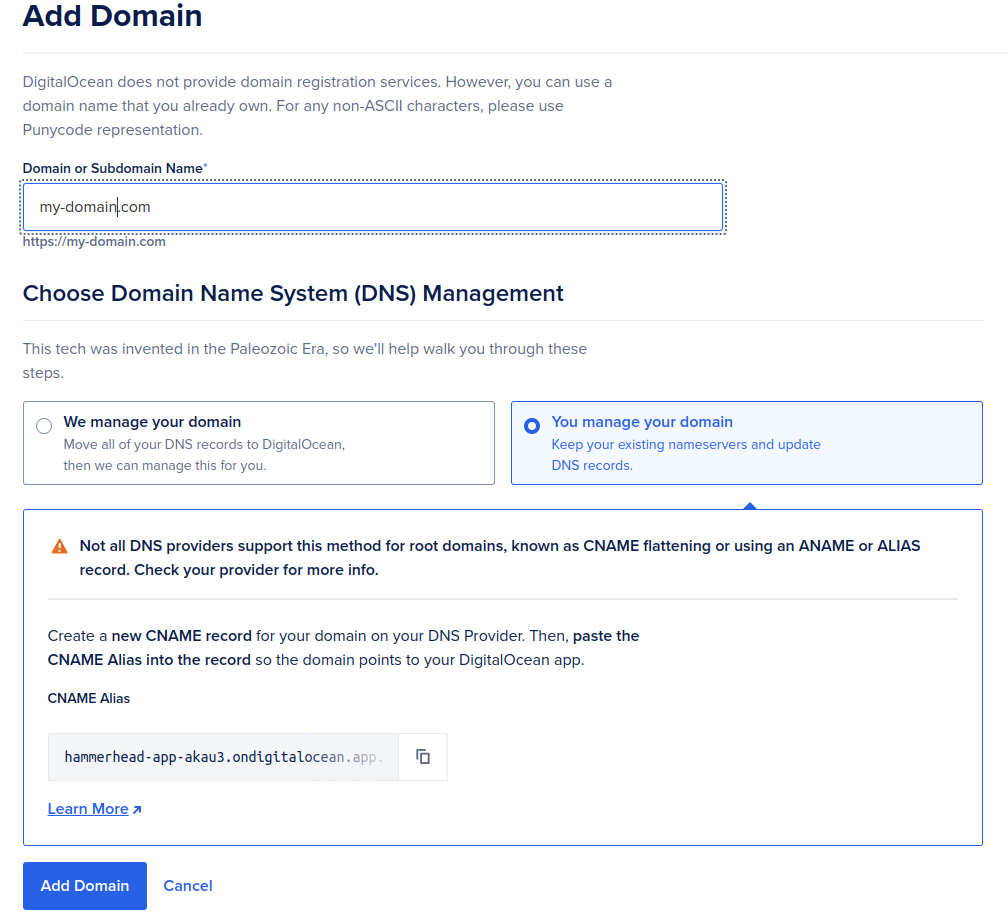 Add Domain
DigitalOcean does not provide domain registration services. However, you can use a
domain name that you already own. For any non-ASCII characters, please use
Punycode representation.
Domain or Subdomain Name*
my-domain.com
https://my-domain.com
Choose Domain Name System (DNS) Management
This tech was invented in the Paleozoic Era, so we'll help walk you through these
steps.
We manage your domain
Move all of your DNS records to DigitalOcean,
then we can manage this for you.
You manage your domain
Keep your existing nameservers and update
DNS records.
Not all DNS providers support this method for root domains, known as CNAME flattening or using an ANAME or ALIAS
record. Check your provider for more info.
Create a new CNAME record for your domain on your DNS Provider. Then, paste the
CNAME Alias into the record so the domain points to your DigitalOcean app.
CNAME Alias
hammerhead-app-akau3.ondigitalocean.app.
Learn More
Add Domain Cancel